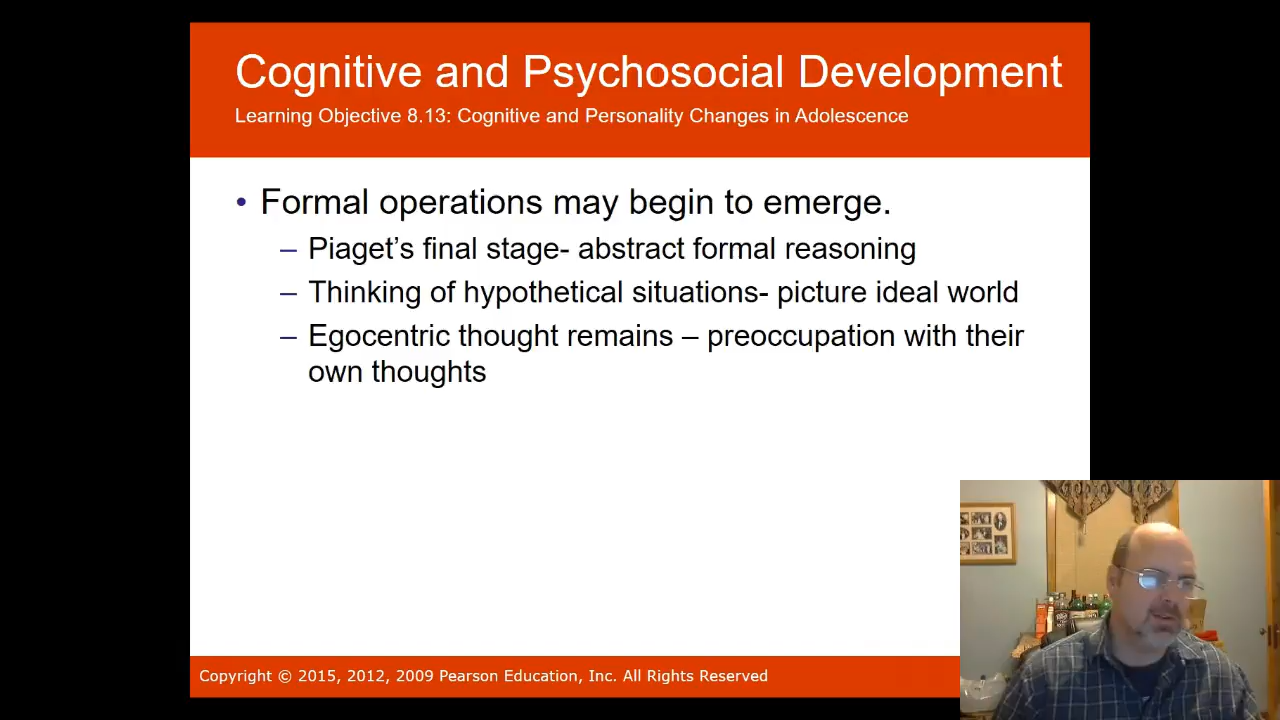 Cognitive and Psychosocial Development
Learning Objective 8.13: Cognitive and Personality Changes in Adolescence
• Formal operations may begin to emerge.
– Piaget’s final stage- abstract formal reasoning
– Thinking of hypothetical situations- picture ideal world
– Egocentric thought remains – preoccupation with their
own thoughts
Copyright © 2015, 2012, 2009 Pearson Education, Inc. All Rights Reserved